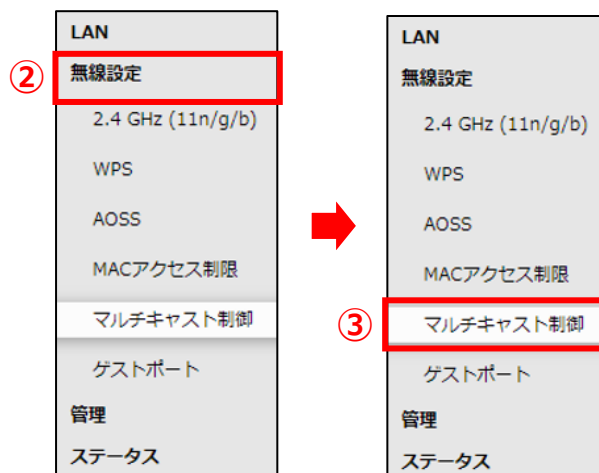 LAN
②
無線設定
2.4 GHz (11n/g/b)
WPS
AOSS
MACアクセス制限
マルチキャスト制御
ゲストポート
管理
ステータス
LAN
無線設定
2.4 GHz (11n/g/b)
WPS
AOSS
MACアクセス制限
③
マルチキャスト制御
ゲストポート
管理
ステータス